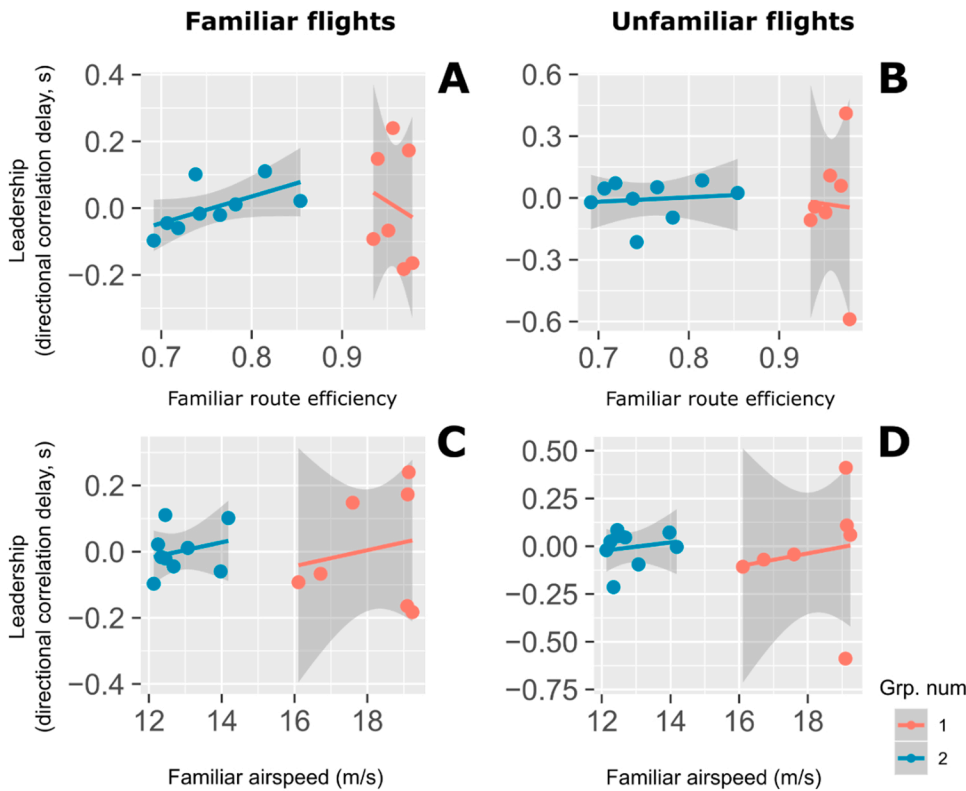 Familiar flights
Unfamiliar flights
A
B
Leadership
(directional correlation delay, s)
0.4
0.2
0.0
−0.2
0.7
0.8
0.9
Familiar route efficiency
0.6
0.3
0.0
−0.3
−0.6
0.7
0.8
0.9
Familiar route efficiency
C
D
Leadership
(directional correlation delay, s)
0.2
0.0
−0.2
−0.4
12
14
16
18
Familiar airspeed (m/s)
0.50
0.25
0.00
−0.25
−0.50
−0.75
12
14
16
18
Familiar airspeed (m/s)
Grp. num
1
2